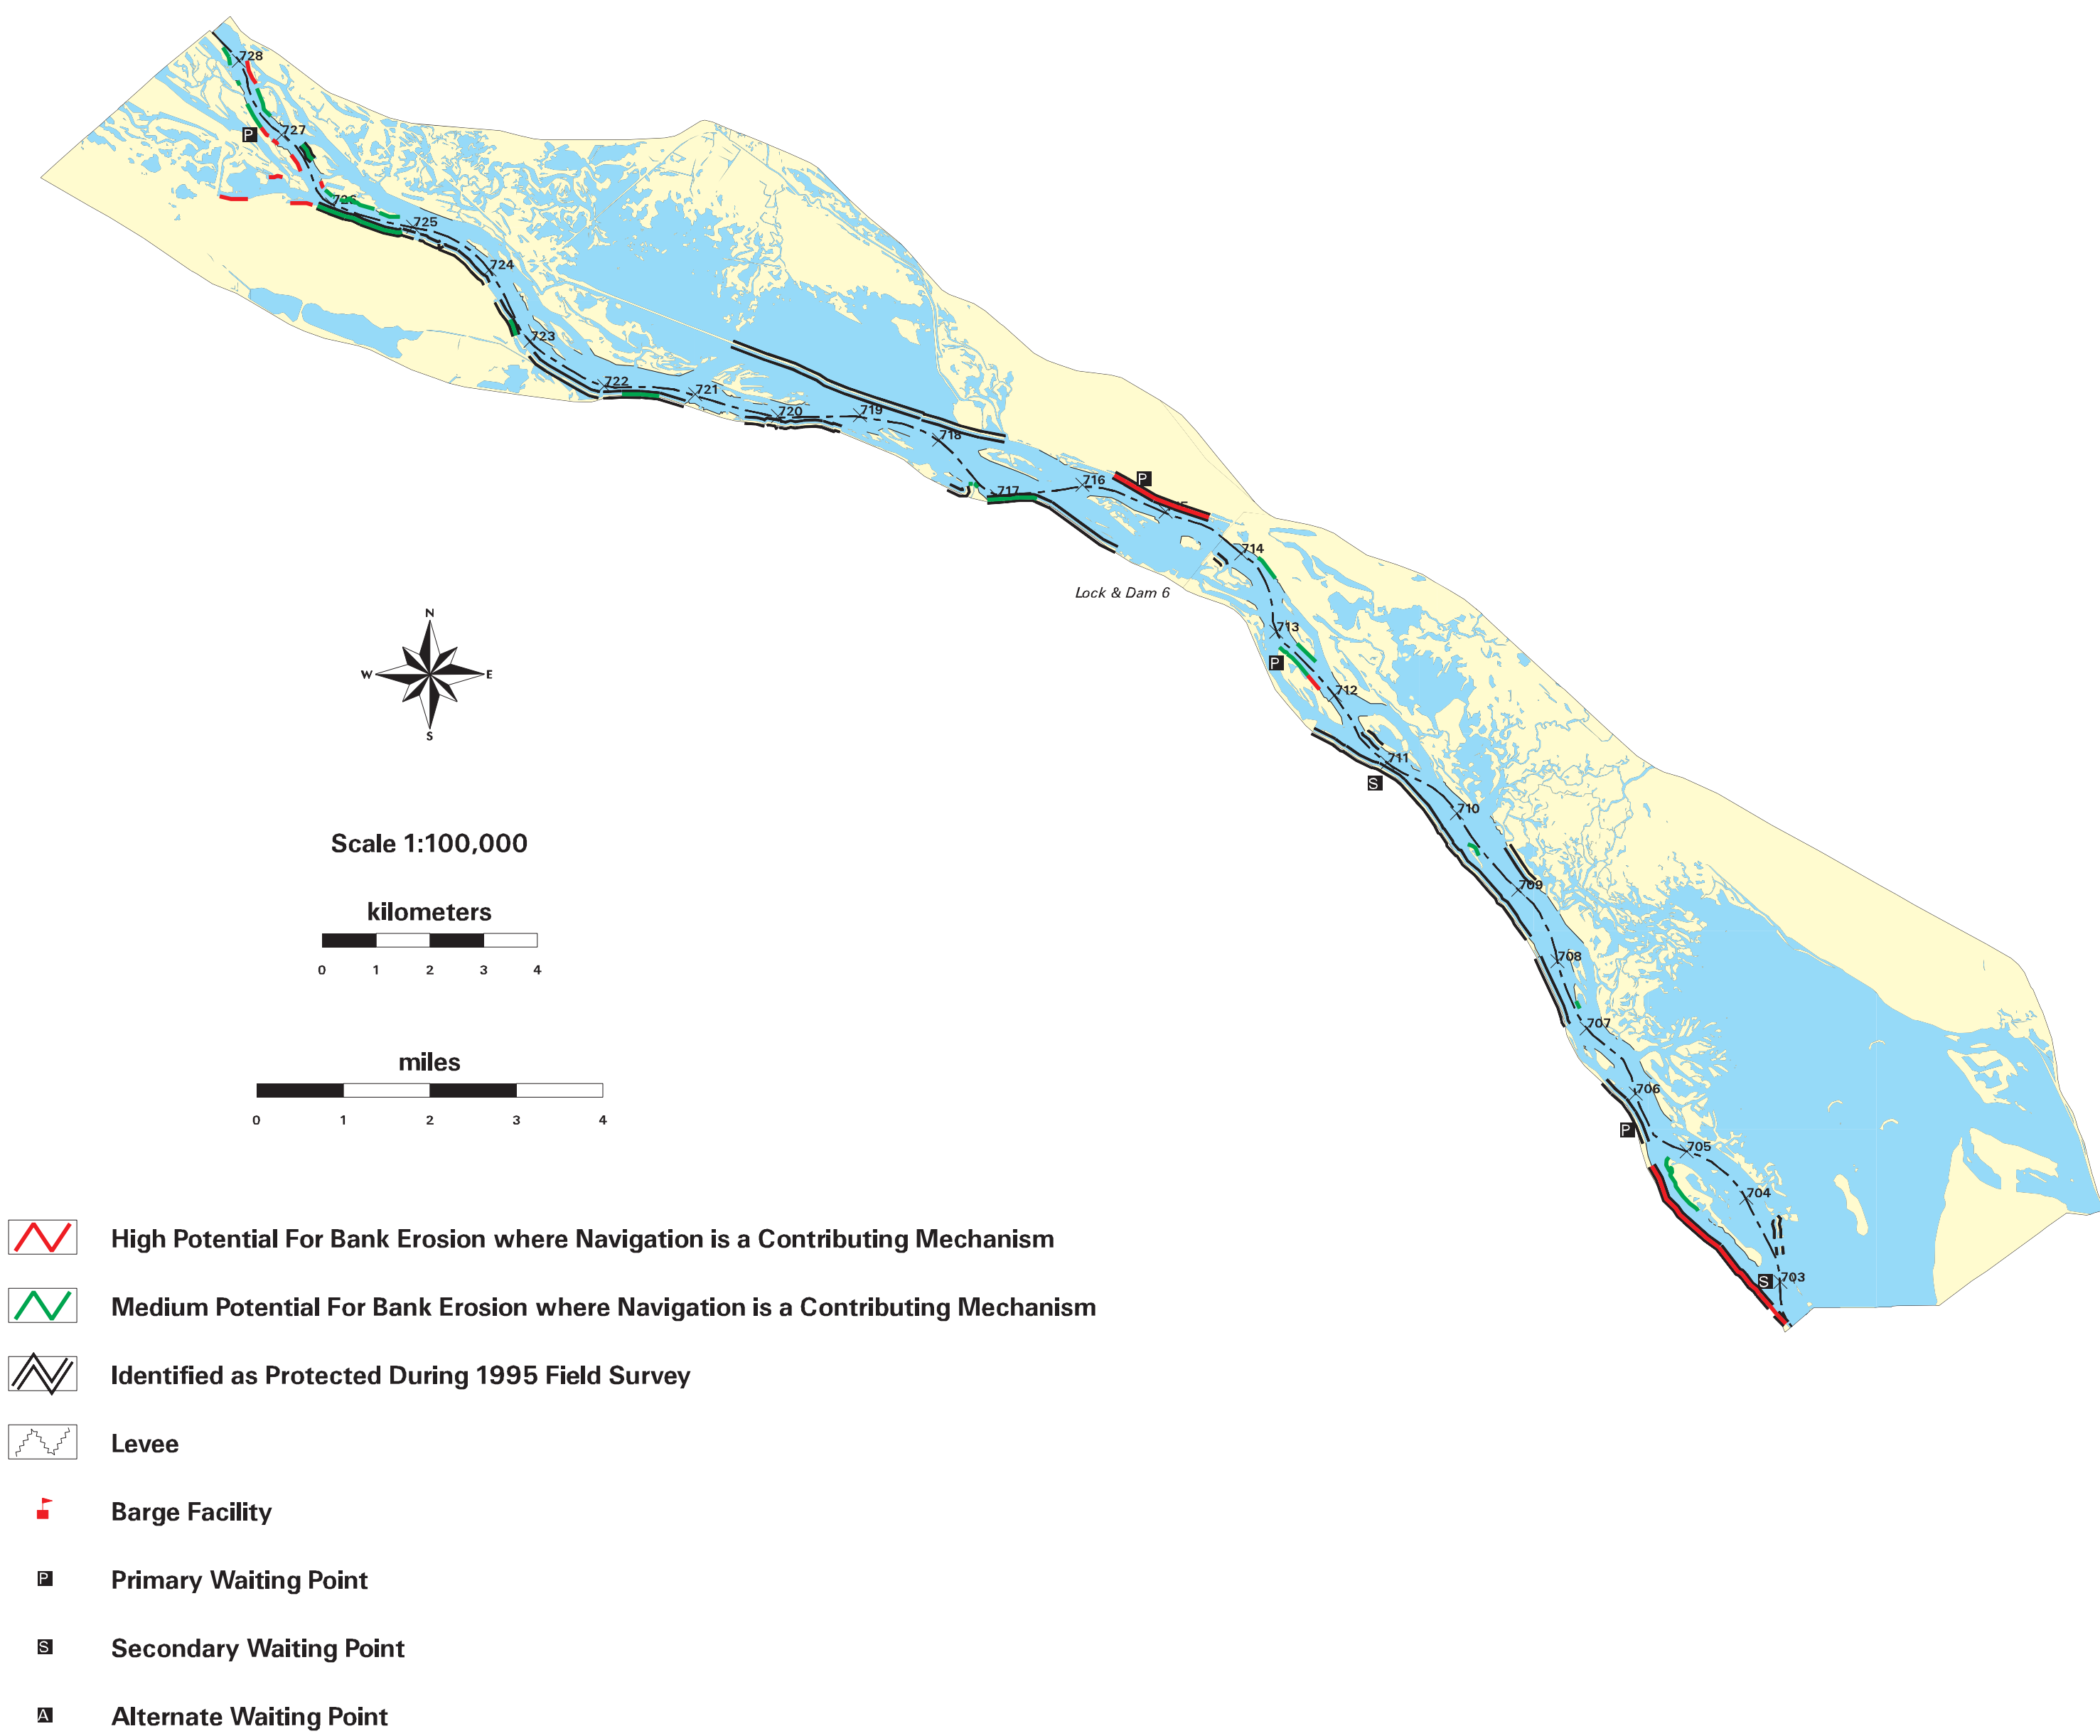 728
P
727
726
725
724
723
722
721
720
719
718
717
716
P
714
Lock & Dam 6
713
P
712
711
S
710
709
708
707
706
P
705
704
S
703
N
W
E
S
Scale 1:100,000
kilometers
0 1 2 3 4
miles
0 1 2 3 4
High Potential For Bank Erosion where Navigation is a Contributing Mechanism
Medium Potential For Bank Erosion where Navigation is a Contributing Mechanism
Identified as Protected During 1995 Field Survey
Levee
Barge Facility
P Primary Waiting Point
S Secondary Waiting Point
A Alternate Waiting Point